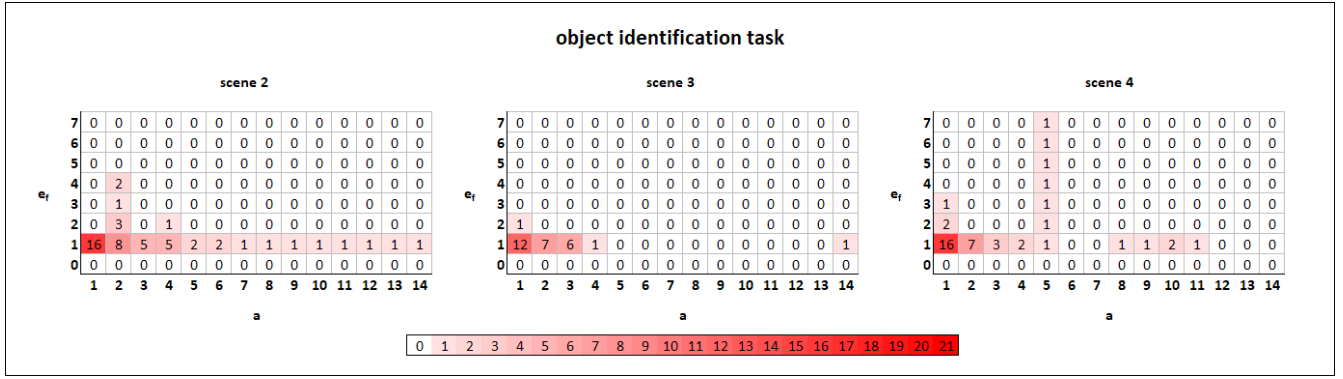 object identification task
scene 2 scene 3 scene 4
7 0 0 0 0 0 0 0 0 0 0 0 0 0 0 7 0 0 0 0 0 0 0 0 0 0 0 0 0 0 7 0 0 0 0 1 0 0 0 0 0 0 0 0 0
6 0 0 0 0 0 0 0 0 0 0 0 0 0 0 6 0 0 0 0 0 0 0 0 0 0 0 0 0 0 6 0 0 0 0 1 0 0 0 0 0 0 0 0 0
5 0 0 0 0 0 0 0 0 0 0 0 0 0 0 5 0 0 0 0 0 0 0 0 0 0 0 0 0 0 5 0 0 0 0 1 0 0 0 0 0 0 0 0 0
4 0 2 0 0 0 0 0 0 0 0 0 0 0 0 4 0 0 0 0 0 0 0 0 0 0 0 0 0 0 4 0 0 0 0 1 0 0 0 0 0 0 0 0 0
ef ef ef
3 0 1 0 0 0 0 0 0 0 0 0 0 0 0 3 0 0 0 0 0 0 0 0 0 0 0 0 0 0 3 1 0 0 0 1 0 0 0 0 0 0 0 0 0
2 0 3 0 1 0 0 0 0 0 0 0 0 0 0 2 1 0 0 0 0 0 0 0 0 0 0 0 0 0 2 2 0 0 0 1 0 0 0 0 0 0 0 0 0
1 16 8 5 5 2 2 1 1 1 1 1 1 1 1 1 12 7 6 1 0 0 0 0 0 0 0 0 0 1 1 16 7 3 2 1 0 0 1 1 2 1 0 0 0
0 0 0 0 0 0 0 0 0 0 0 0 0 0 0 0 0 0 0 0 0 0 0 0 0 0 0 0 0 0 0 0 0 0 0 0 0 0 0 0 0 0 0 0 0
1 2 3 4 5 6 7 8 9 10 11 12 13 14 1 2 3 4 5 6 7 8 9 10 11 12 13 14 1 2 3 4 5 6 7 8 9 10 11 12 13 14
a a a
0 1 2 3 4 5 6 7 8 9 10 11 12 13 14 15 16 17 18 19 20 21